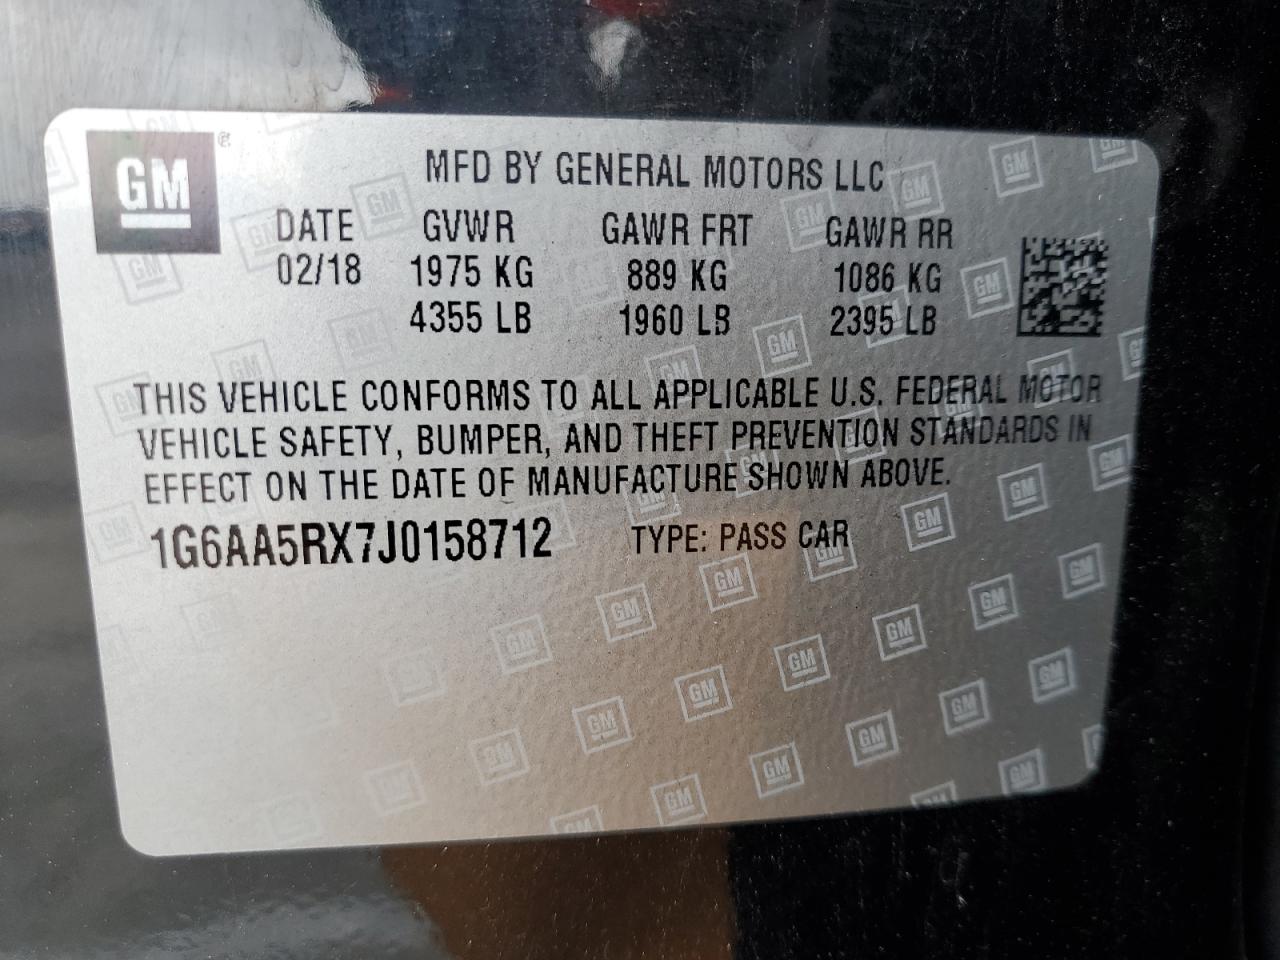 GM ®
MFD BY GENERAL MOTORS LLC
DATE GVWR GAWR FRT GAWR RR
02/18 1975 KG 889 KG 1086 KG
4355 LB 1960 LB 2395 LB
THIS VEHICLE CONFORMS TO ALL APPLICABLE U.S. FEDERAL MOTOR
VEHICLE SAFETY, BUMPER, AND THEFT PREVENTION STANDARDS IN
EFFECT ON THE DATE OF MANUFACTURE SHOWN ABOVE.
1G6AA5RX7J0158712 TYPE: PASS CAR